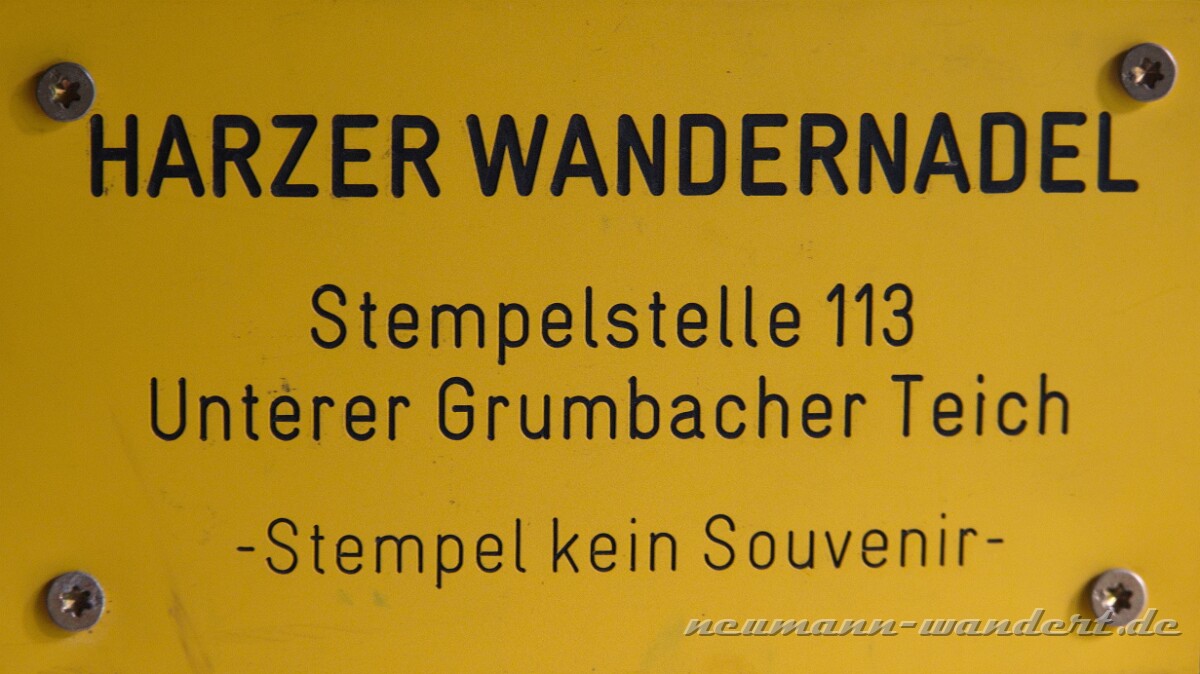 HARZER WANDERNADEL
Stempelstelle 113
Unterer Grumbacher Teich
-Stempel kein Souvenir-
neumann-wandert.de